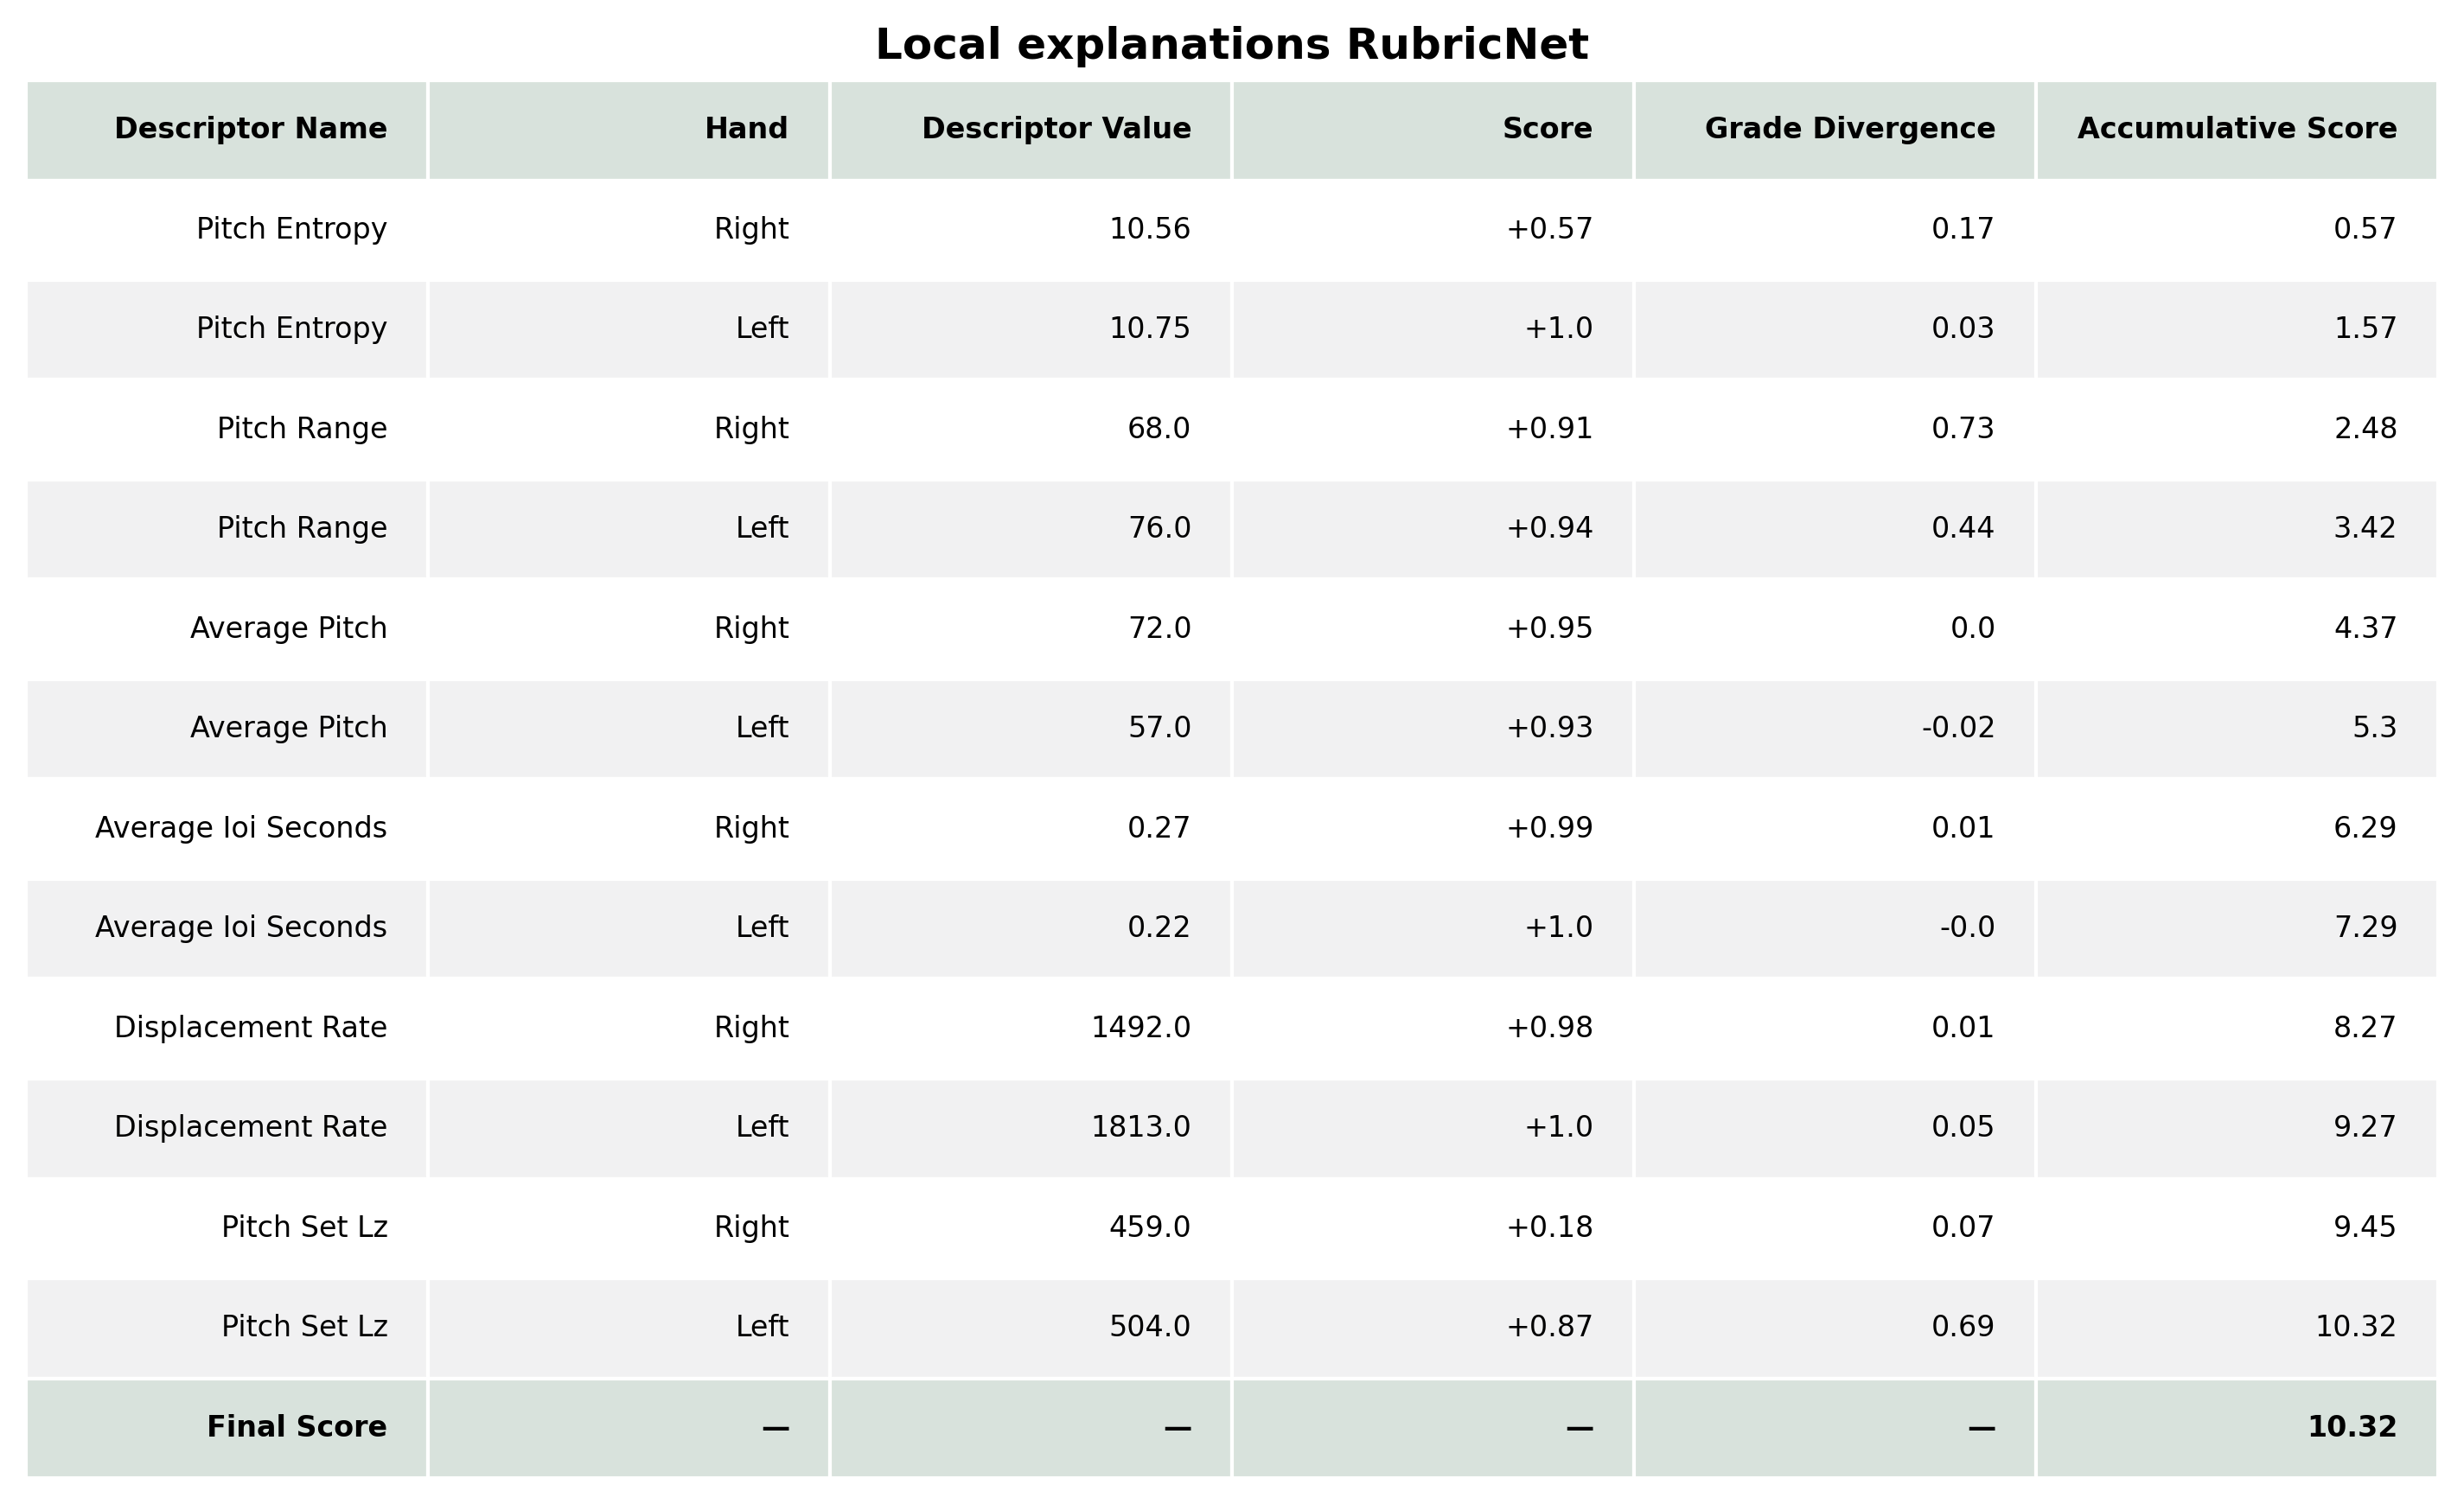 Local explanations RubricNet
Descriptor Name Hand Descriptor Value Score Grade Divergence Accumulative Score
Pitch Entropy Right 10.56 +0.57 0.17 0.57
Pitch Entropy Left 10.75 +1.0 0.03 1.57
Pitch Range Right 68.0 +0.91 0.73 2.48
Pitch Range Left 76.0 +0.94 0.44 3.42
Average Pitch Right 72.0 +0.95 0.0 4.37
Average Pitch Left 57.0 +0.93 -0.02 5.3
Average Ioi Seconds Right 0.27 +0.99 0.01 6.29
Average Ioi Seconds Left 0.22 +1.0 -0.0 7.29
Displacement Rate Right 1492.0 +0.98 0.01 8.27
Displacement Rate Left 1813.0 +1.0 0.05 9.27
Pitch Set Lz Right 459.0 +0.18 0.07 9.45
Pitch Set Lz Left 504.0 +0.87 0.69 10.32
Final Score — — — — 10.32